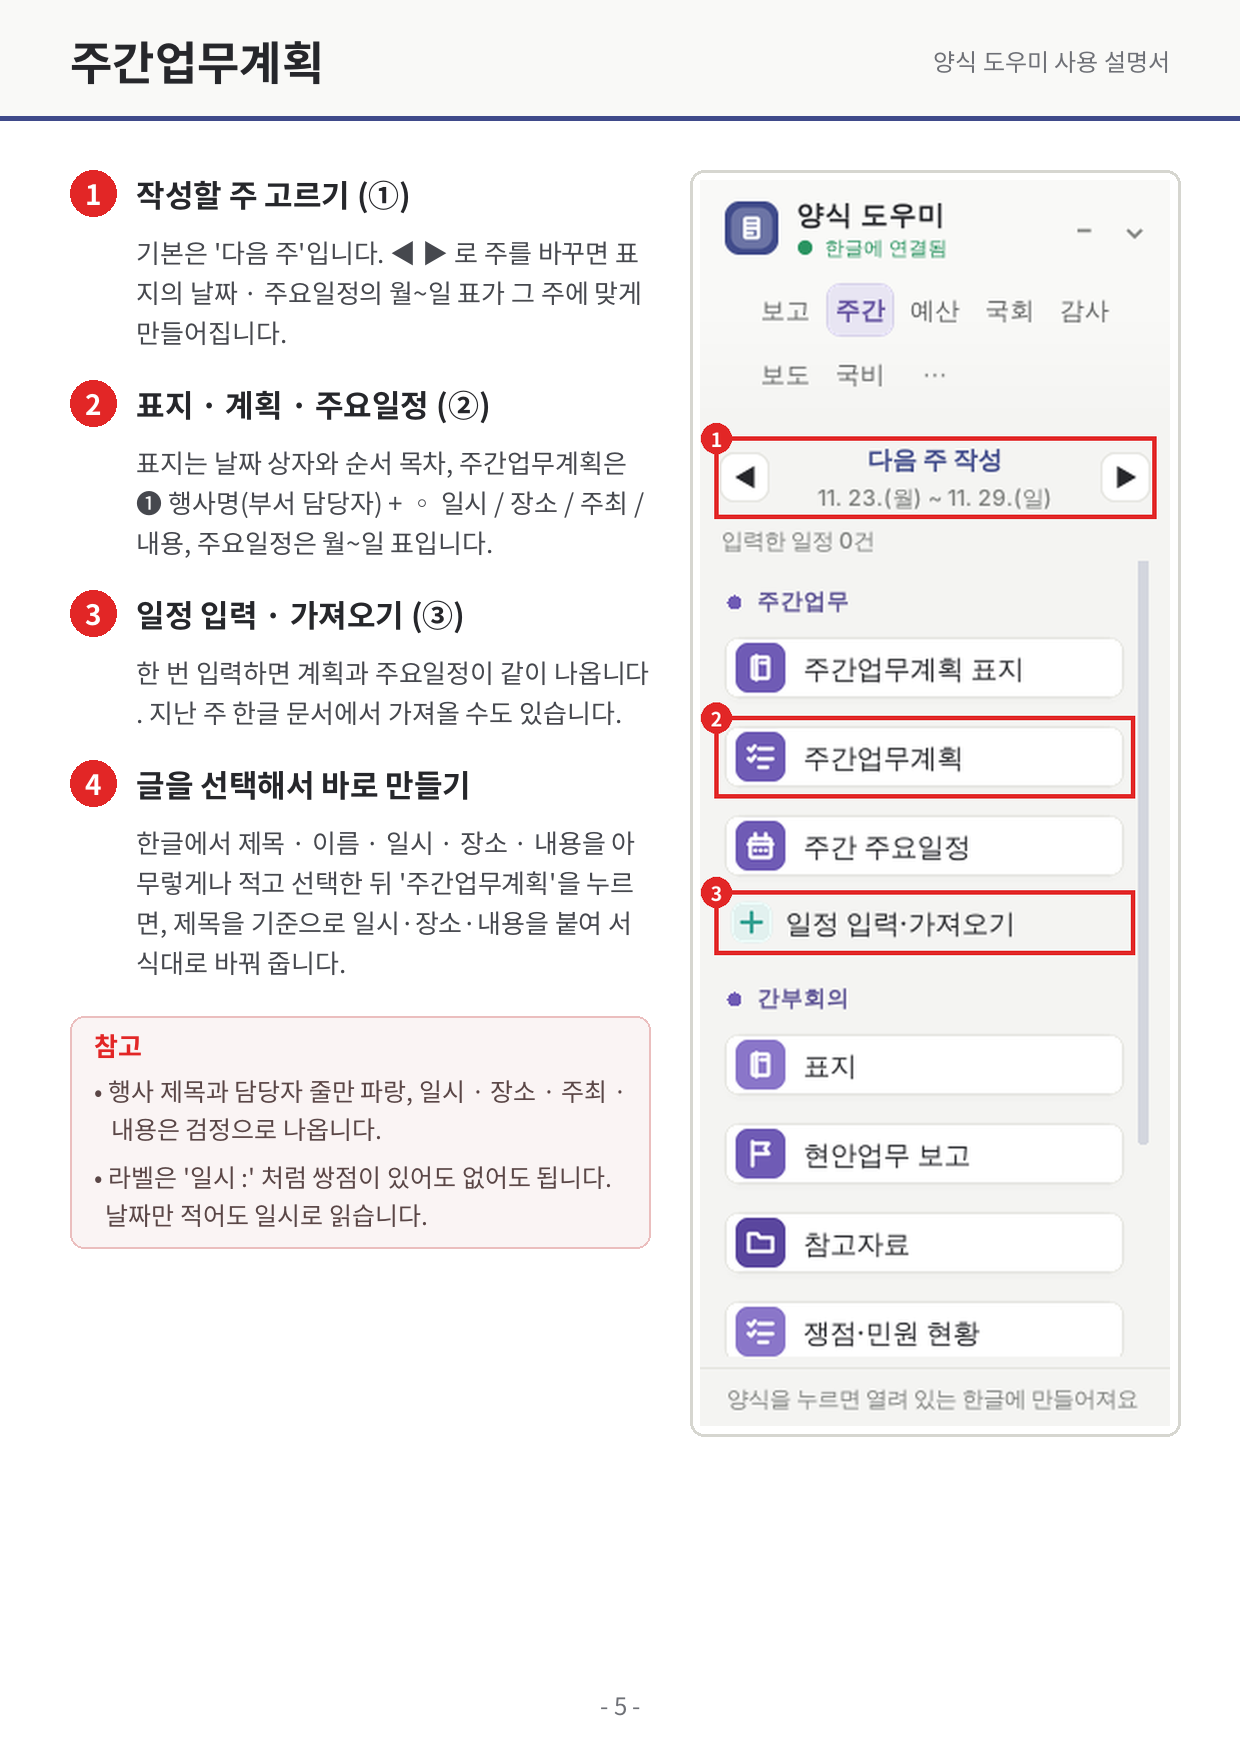 주간업무계획
양식 도우미 사용 설명서
1 작성할 주 고르기 (①)
기본은 '다음 주'입니다. ◀ ▶ 로 주를 바꾸면 표
지의 날짜 · 주요일정의 월~일 표가 그 주에 맞게
만들어집니다.
2 표지 · 계획 · 주요일정 (②)
표지는 날짜 상자와 순서 목차, 주간업무계획은
❶ 행사명(부서 담당자) + ◦ 일시 / 장소 / 주최 /
내용, 주요일정은 월~일 표입니다.
3 일정 입력 · 가져오기 (③)
한 번 입력하면 계획과 주요일정이 같이 나옵니다
. 지난 주 한글 문서에서 가져올 수도 있습니다.
4 글을 선택해서 바로 만들기
한글에서 제목 · 이름 · 일시 · 장소 · 내용을 아
무렇게나 적고 선택한 뒤 '주간업무계획'을 누르
면, 제목을 기준으로 일시·장소·내용을 붙여 서
식대로 바꿔 줍니다.
참고
• 행사 제목과 담당자 줄만 파랑, 일시 · 장소 · 주최 ·
내용은 검정으로 나옵니다.
• 라벨은 '일시 :' 처럼 쌍점이 있어도 없어도 됩니다.
날짜만 적어도 일시로 읽습니다.
양식 도우미
● 한글에 연결됨
보고 주간 예산 국회 감사
보도 국비 ···
1
◀ 다음 주 작성 ▶
11. 23.(월) ~ 11. 29.(일)
입력한 일정 0건
● 주간업무
주간업무계획 표지
2
주간업무계획
주간 주요일정
3
+ 일정 입력·가져오기
● 간부회의
표지
현안업무 보고
참고자료
쟁점·민원 현황
양식을 누르면 열려 있는 한글에 만들어져요
- 5 -